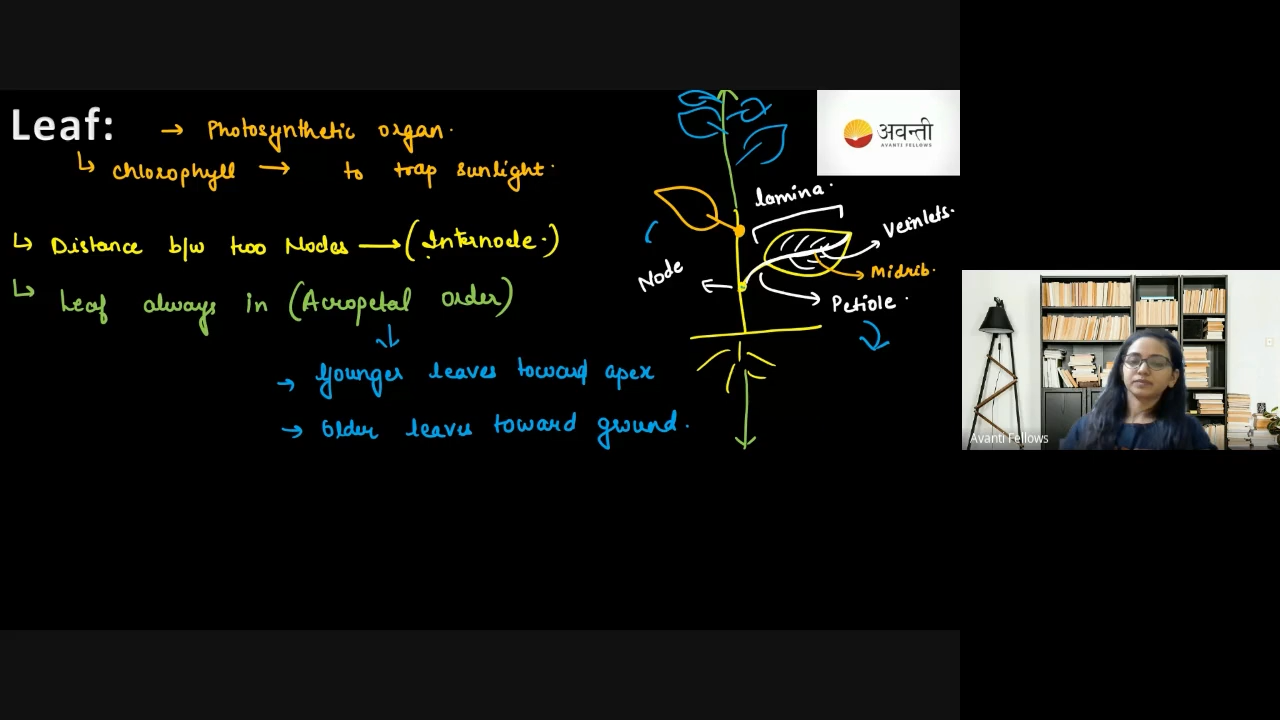 Leaf: → Photosynthetic organ.
↳ chlorophyll → to trap sunlight.
↳ Distance b/w two Nodes → (Internode.)
↳ Leaf always in (Acropetal order)
→ younger leaves toward apex
→ Older leaves toward ground.
lamina.
Veinlets.
Midrib.
Petiole.
Node
अवन्ती
AVANTI FELLOWS
Avanti Fellows